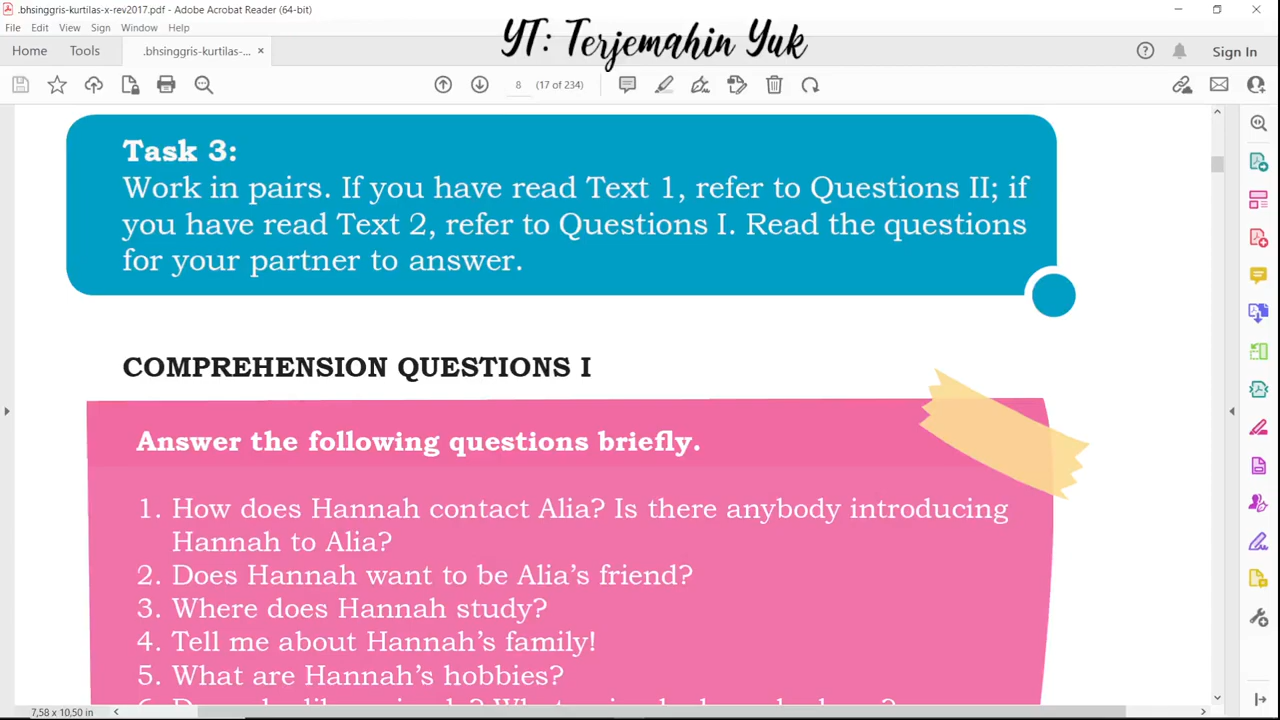 .bhsinggris-kurtilas-x-rev2017.pdf - Adobe Acrobat Reader (64-bit)
File Edit View Sign Window Help
YT: Terjemahin Yuk
Home Tools .bhsinggris-kurtilas-... × Sign In
8 (17 of 234)
Task 3:
Work in pairs. If you have read Text 1, refer to Questions II; if
you have read Text 2, refer to Questions I. Read the questions
for your partner to answer.
COMPREHENSION QUESTIONS I
Answer the following questions briefly.
1. How does Hannah contact Alia? Is there anybody introducing
Hannah to Alia?
2. Does Hannah want to be Alia's friend?
3. Where does Hannah study?
4. Tell me about Hannah's family!
5. What are Hannah's hobbies?
7,58 x 10,50 in